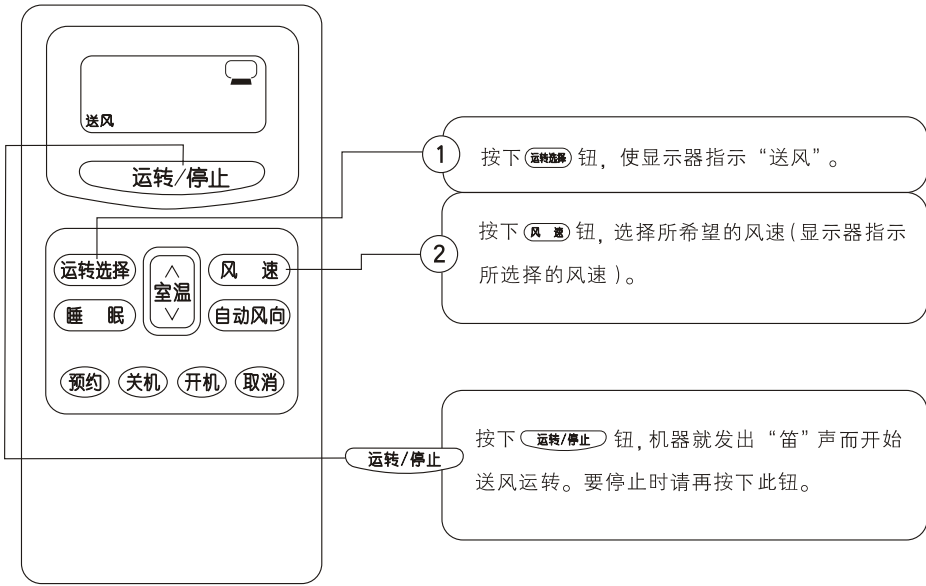 送风
运转/停止
运转选择
室温
风 速
睡 眠
自动风向
预约 关机 开机 取消
1
按下 运转选择 钮，使显示器指示“送风”。
2
按下 风 速 钮，选择所希望的风速(显示器指示
所选择的风速)。
运转/停止
按下 运转/停止 钮，机器就发出“笛”声而开始
送风运转。要停止时请再按下此钮。